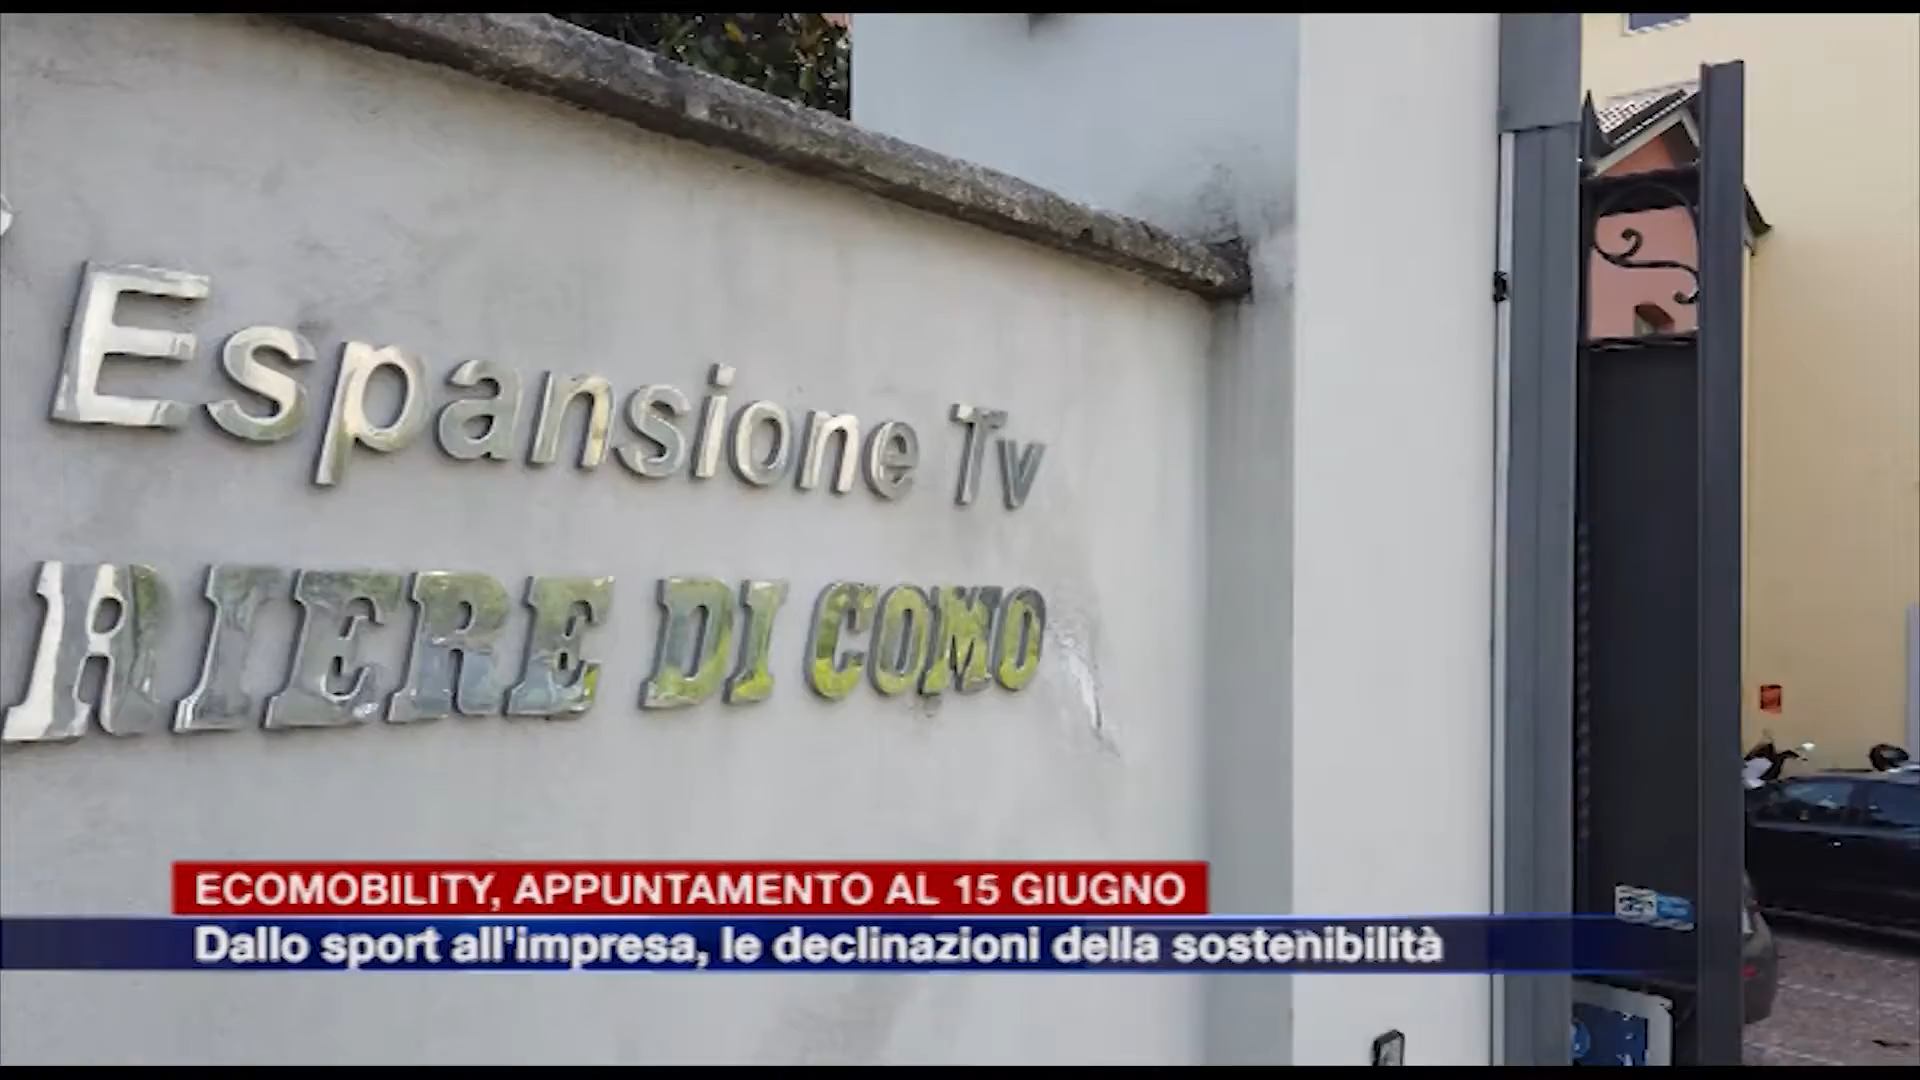 Espansione Tv
RIERE DI COMO
ECOMOBILITY, APPUNTAMENTO AL 15 GIUGNO
Dallo sport all'impresa, le declinazioni della sostenibilità